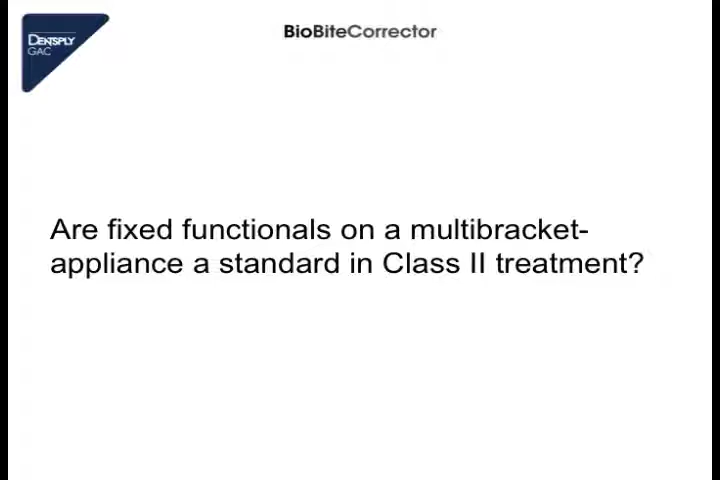 DENTSPLY
GAC
BioBiteCorrector
Are fixed functionals on a multibracket-
appliance a standard in Class II treatment?